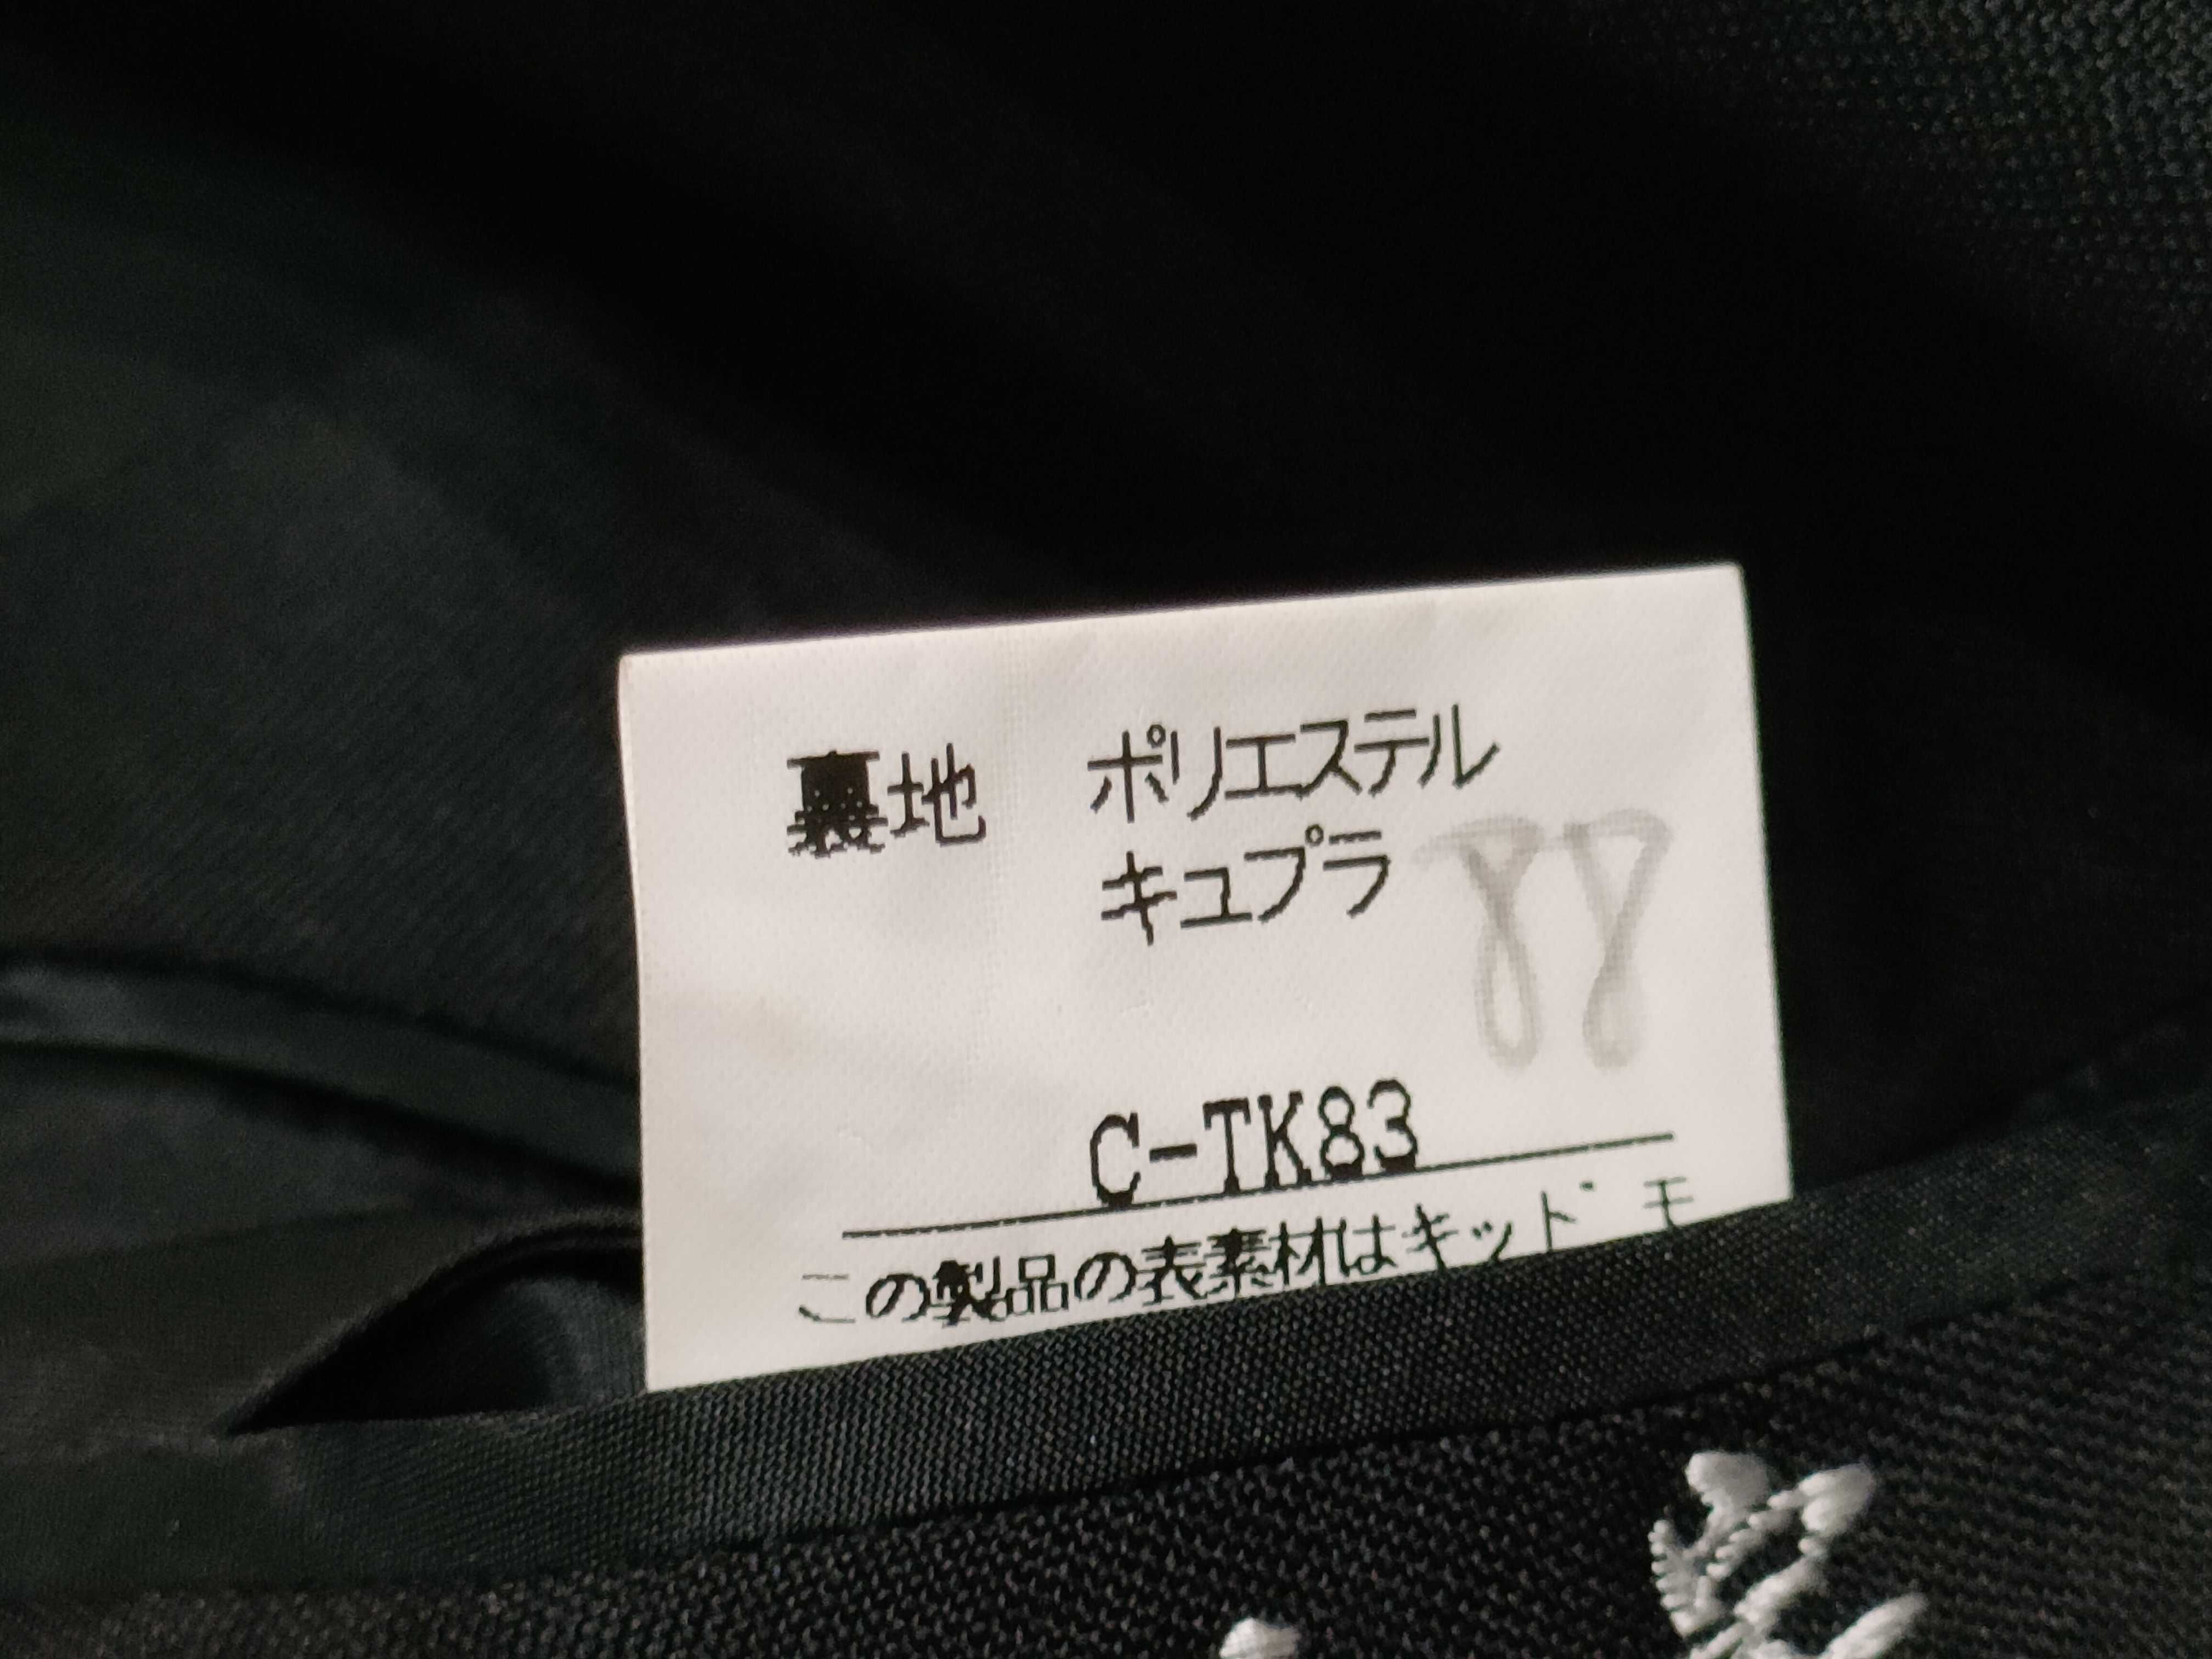 裏地 ポリエステル
キュプラ
88
C-TK83
この製品の表素材はキッド モ